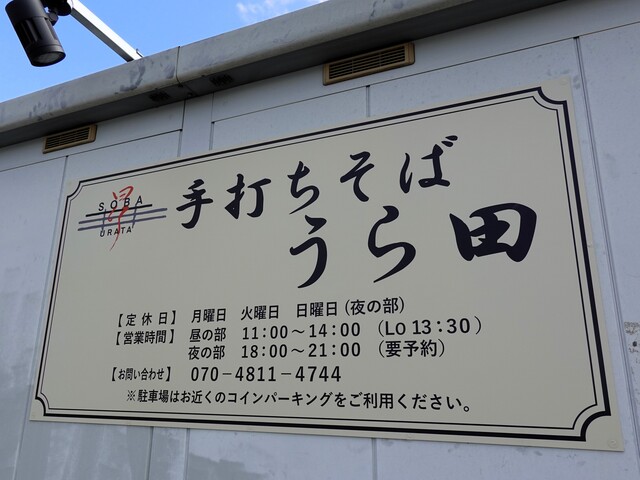 SOBA
URATA
手打ちそば
うら田
【定休日】 月曜日 火曜日 日曜日(夜の部)
【営業時間】 昼の部 11:00～14:00 (Lo 13:30)
夜の部 18:00～21:00 (要予約)
【お問い合わせ】 070-4811-4744
※駐車場はお近くのコインパーキングをご利用ください。